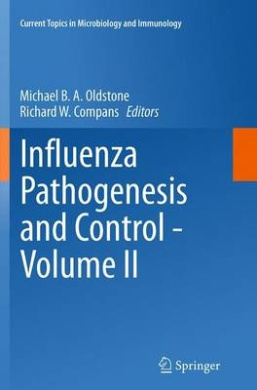 Current Topics in Microbiology and Immunology
Michael B. A. Oldstone
Richard W. Compans Editors
Influenza
Pathogenesis
and Control -
Volume II
Springer